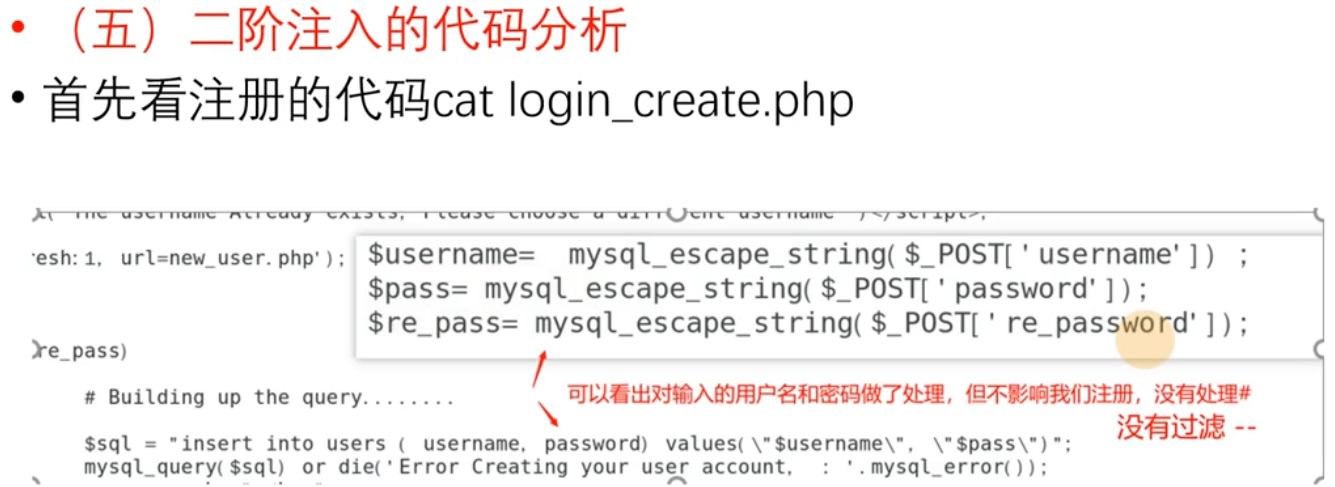 • （五）二阶注入的代码分析
• 首先看注册的代码cat login_create.php
The username Already exists, Please choose a different username ")</script>;
resh:1, url=new_user.php');
$username=  mysql_escape_string($_POST['username']) ;
$pass= mysql_escape_string($_POST['password']);
$re_pass= mysql_escape_string($_POST['re_password']);
re_pass)
# Building up the query........
可以看出对输入的用户名和密码做了处理，但不影响我们注册，没有处理#
没有过滤 --
$sql = "insert into users ( username, password) values(\"$username\", \"$pass\")";
mysql_query($sql) or die('Error Creating your user account,  : '.mysql_error());